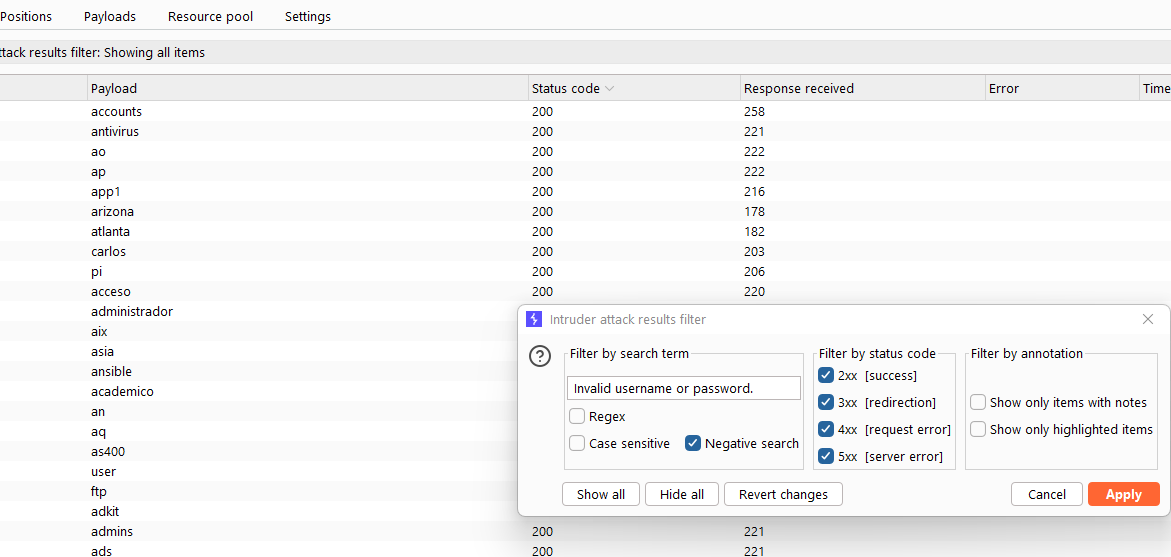 Positions Payloads Resource pool Settings
ttack results filter: Showing all items
Payload Status code Response received Error Time
accounts 200 258
antivirus 200 221
ao 200 222
ap 200 222
app1 200 216
arizona 200 178
atlanta 200 182
carlos 200 203
pi 200 206
acceso 200 220
administrador
aix
asia
ansible
academico
an
aq
as400
user
ftp
adkit
admins 200 221
ads 200 221
Intruder attack results filter
Filter by search term
Invalid username or password.
Regex
Case sensitive Negative search
Filter by status code
2xx [success]
3xx [redirection]
4xx [request error]
5xx [server error]
Filter by annotation
Show only items with notes
Show only highlighted items
Show all Hide all Revert changes Cancel Apply